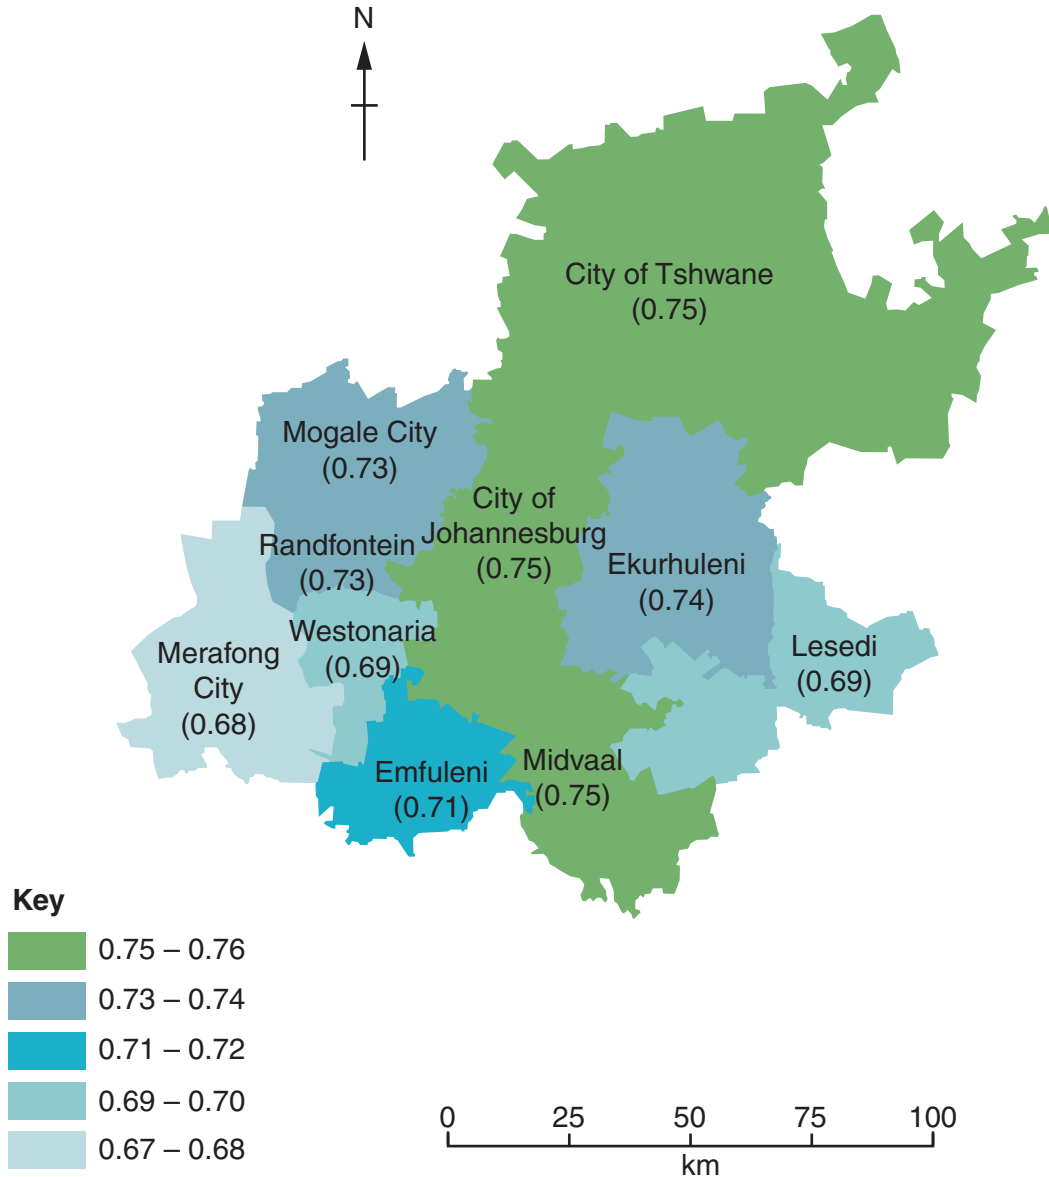 N
City of Tshwane
(0.75)
Mogale City
(0.73)
City of
Johannesburg
(0.75)
Randfontein
(0.73)
Ekurhuleni
(0.74)
Westonaria
(0.69)
Lesedi
(0.69)
Merafong
City
(0.68)
Emfuleni
(0.71)
Midvaal
(0.75)
Key
0.75 – 0.76
0.73 – 0.74
0.71 – 0.72
0.69 – 0.70
0.67 – 0.68
0 25 50 75 100
km